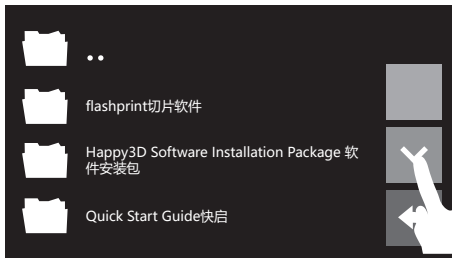 ..
flashprint切片软件
Happy3D Software Installation Package 软
件安装包
Quick Start Guide快启